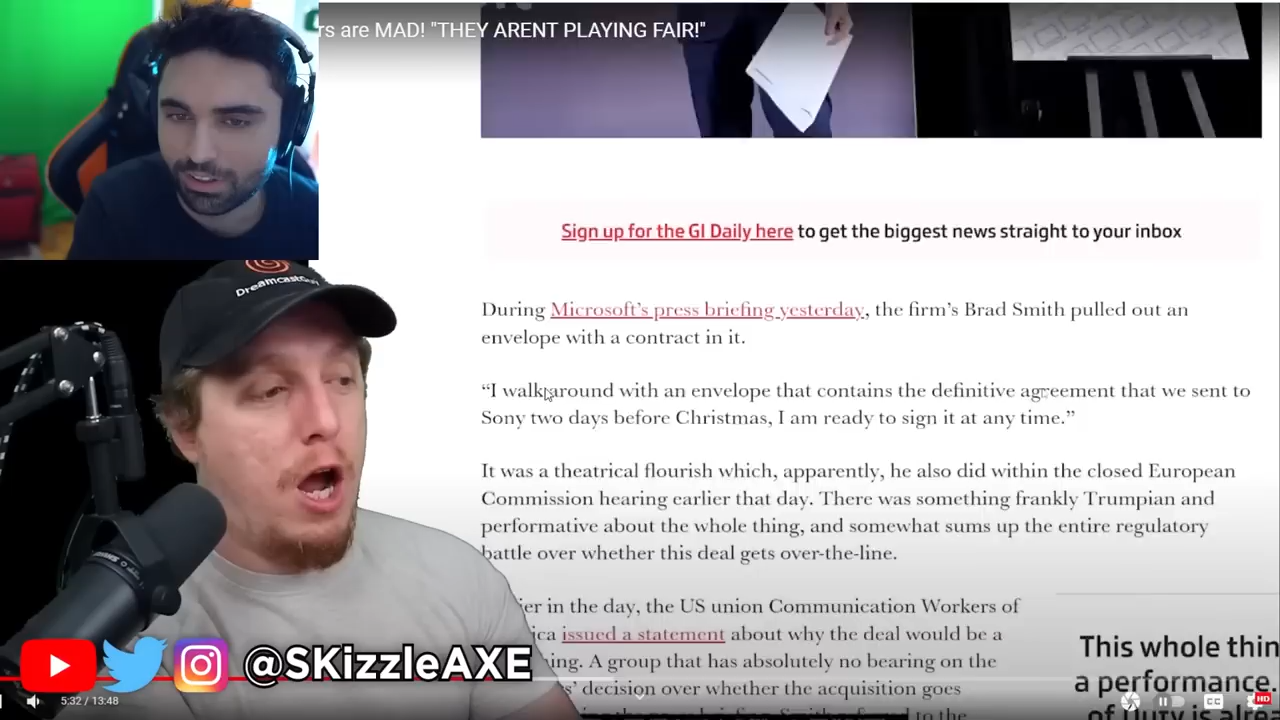 rs are MAD! "THEY ARENT PLAYING FAIR!"
Sign up for the GI Daily here to get the biggest news straight to your inbox
During Microsoft's press briefing yesterday, the firm's Brad Smith pulled out an
envelope with a contract in it.
“I walk around with an envelope that contains the definitive agreement that we sent to
Sony two days before Christmas, I am ready to sign it at any time.”
It was a theatrical flourish which, apparently, he also did within the closed European
Commission hearing earlier that day. There was something frankly Trumpian and
performative about the whole thing, and somewhat sums up the entire regulatory
battle over whether this deal gets over-the-line.
ier in the day, the US union Communication Workers of
ica issued a statement about why the deal would be a
ing. A group that has absolutely no bearing on the
s' decision over whether the acquisition goes
This whole thin
a performance.
of Duty is alre
Dreamcast
@SKizzleAXE
5:32 / 13:48
CC
HD